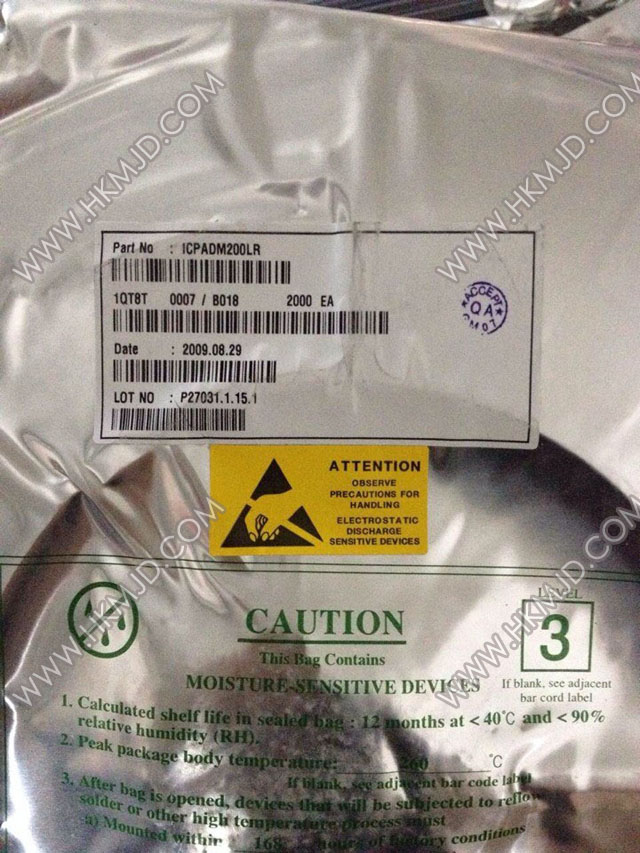 WWW.HKMJD.COM
WWW.HKMJD.COM
Part No : ICPADM200LR
1QT8T 0007 / B018 2000 EA
ACCEPT
QA
Date : 2009.08.29
LOT NO : P27031.1.15.1
ATTENTION
OBSERVE
PRECAUTIONS FOR
HANDLING
ELECTROSTATIC
DISCHARGE
SENSITIVE DEVICES
WWW.HKMJD.COM
WWW.HKMJD.COM
CAUTION
LEVEL
3
This Bag Contains
MOISTURE-SENSITIVE DEVICES
If blank, see adjacent
bar cord label
1. Calculated shelf life in sealed bag : 12 months at < 40℃ and < 90%
relative humidity (RH).
2. Peak package body temperature: 260 ℃
If blank, see adjacent bar code label
3. After bag is opened, devices that will be subjected to reflow
solder or other high temperature process must
a) Mounted within 168 hours of factory conditions